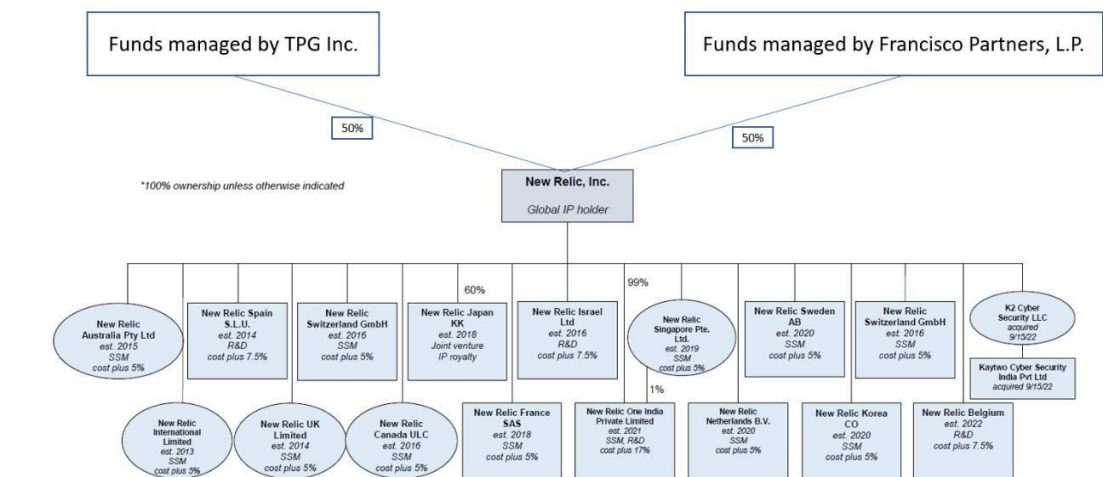 Funds managed by TPG Inc.
Funds managed by Francisco Partners, L.P.
50%
50%
*100% ownership unless otherwise indicated
New Relic, Inc.
Global IP holder
60%
99%
New Relic
Australia Pty Ltd
est. 2015
SSM
cost plus 5%
New Relic Spain
S.L.U.
est. 2014
R&D
cost plus 7.5%
New Relic
Switzerland GmbH
est. 2016
SSM
cost plus 5%
New Relic Japan
KK
est. 2018
Joint venture
IP royalty
New Relic Israel
Ltd
est. 2016
R&D
cost plus 7.5%
New Relic
Singapore Pte.
Ltd.
est. 2019
SSM
cost plus 5%
New Relic Sweden
AB
est. 2020
SSM
cost plus 5%
New Relic
Switzerland GmbH
est. 2016
SSM
cost plus 5%
K2 Cyber
Security LLC
acquired
9/15/22
Kaytwo Cyber Security
India Pvt Ltd
acquired 9/15/22
1%
New Relic
International
Limited
est. 2013
SSM
cost plus 5%
New Relic UK
Limited
est. 2014
SSM
cost plus 5%
New Relic
Canada ULC
est. 2016
SSM
cost plus 5%
New Relic France
SAS
est. 2018
SSM
cost plus 5%
New Relic One India
Private Limited
est. 2021
SSM, R&D
cost plus 17%
New Relic
Netherlands B.V.
est. 2020
SSM
cost plus 5%
New Relic Korea
CO
est. 2020
SSM
cost plus 5%
New Relic Belgium
est. 2022
R&D
cost plus 7.5%